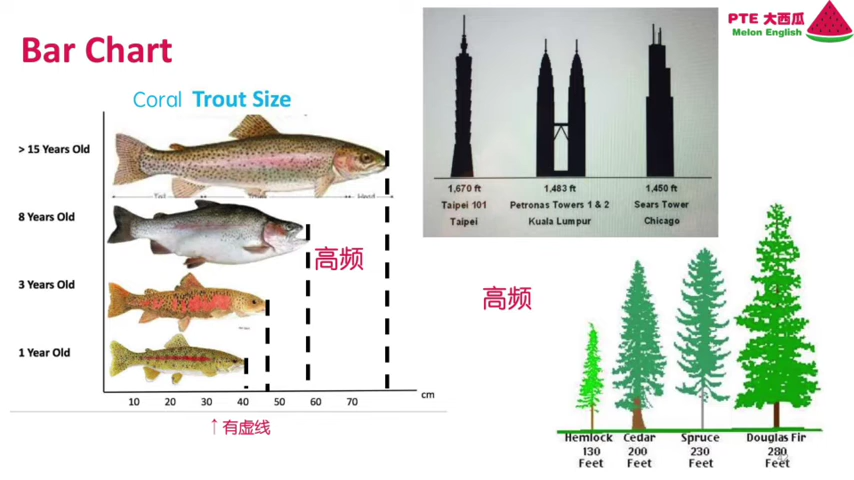 Bar Chart
PTE 大西瓜
Melon English
Coral Trout Size
> 15 Years Old
8 Years Old
3 Years Old
1 Year Old
Tail
Head
10 20 30 40 50 60 70
cm
高频
↑有虚线
1,670 ft 1,483 ft 1,450 ft
Taipei 101 Petronas Towers 1 & 2 Sears Tower
Taipei Kuala Lumpur Chicago
高频
Hemlock Cedar Spruce Douglas Fir
130 200 230 280
Feet Feet Feet Feet